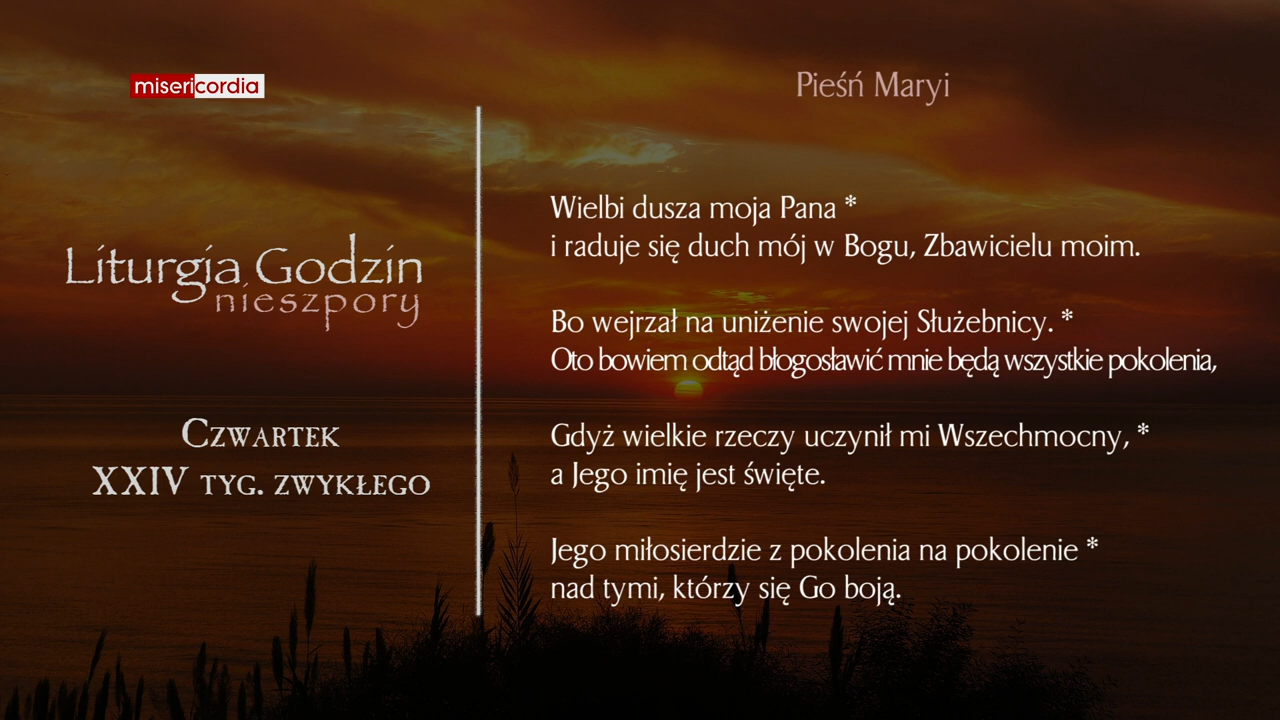 misericordia
Liturgia Godzin
nieszpory
Czwartek
XXIV tyg. zwykłego
Pieśń Maryi
Wielbi dusza moja Pana *
i raduje się duch mój w Bogu, Zbawicielu moim.
Bo wejrzał na uniżenie swojej Służebnicy. *
Oto bowiem odtąd błogosławić mnie będą wszystkie pokolenia,
Gdyż wielkie rzeczy uczynił mi Wszechmocny, *
a Jego imię jest święte.
Jego miłosierdzie z pokolenia na pokolenie *
nad tymi, którzy się Go boją.